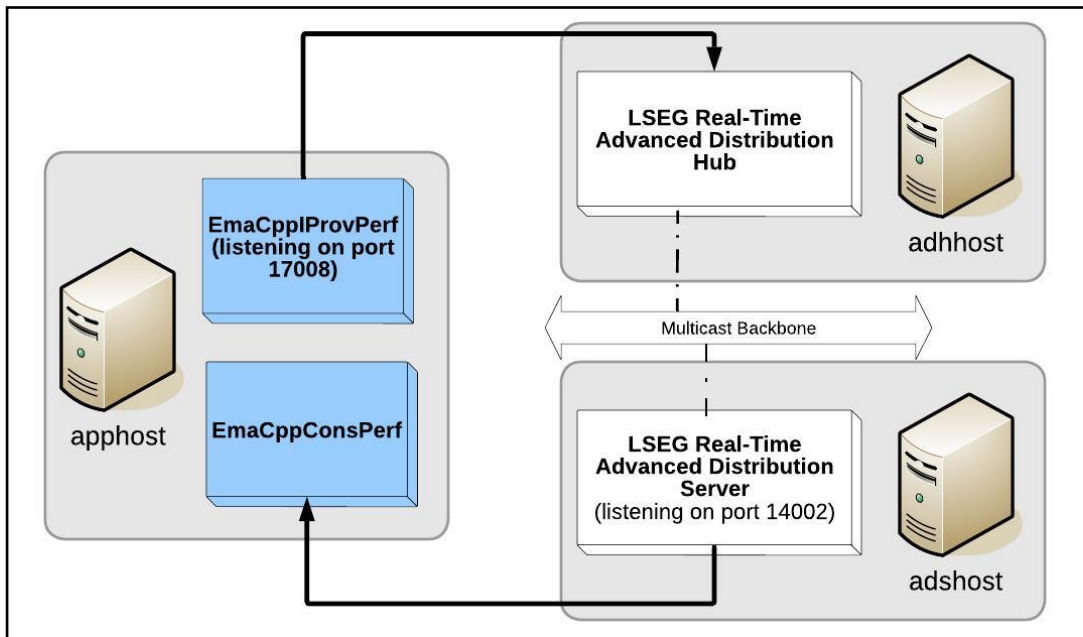 LSEG Real-Time
Advanced Distribution
Hub
adhhost
EmaCppIProvPerf
(listening on port
17008)
Multicast Backbone
EmaCppConsPerf
apphost
LSEG Real-Time
Advanced Distribution
Server
(listening on port 14002)
adshost